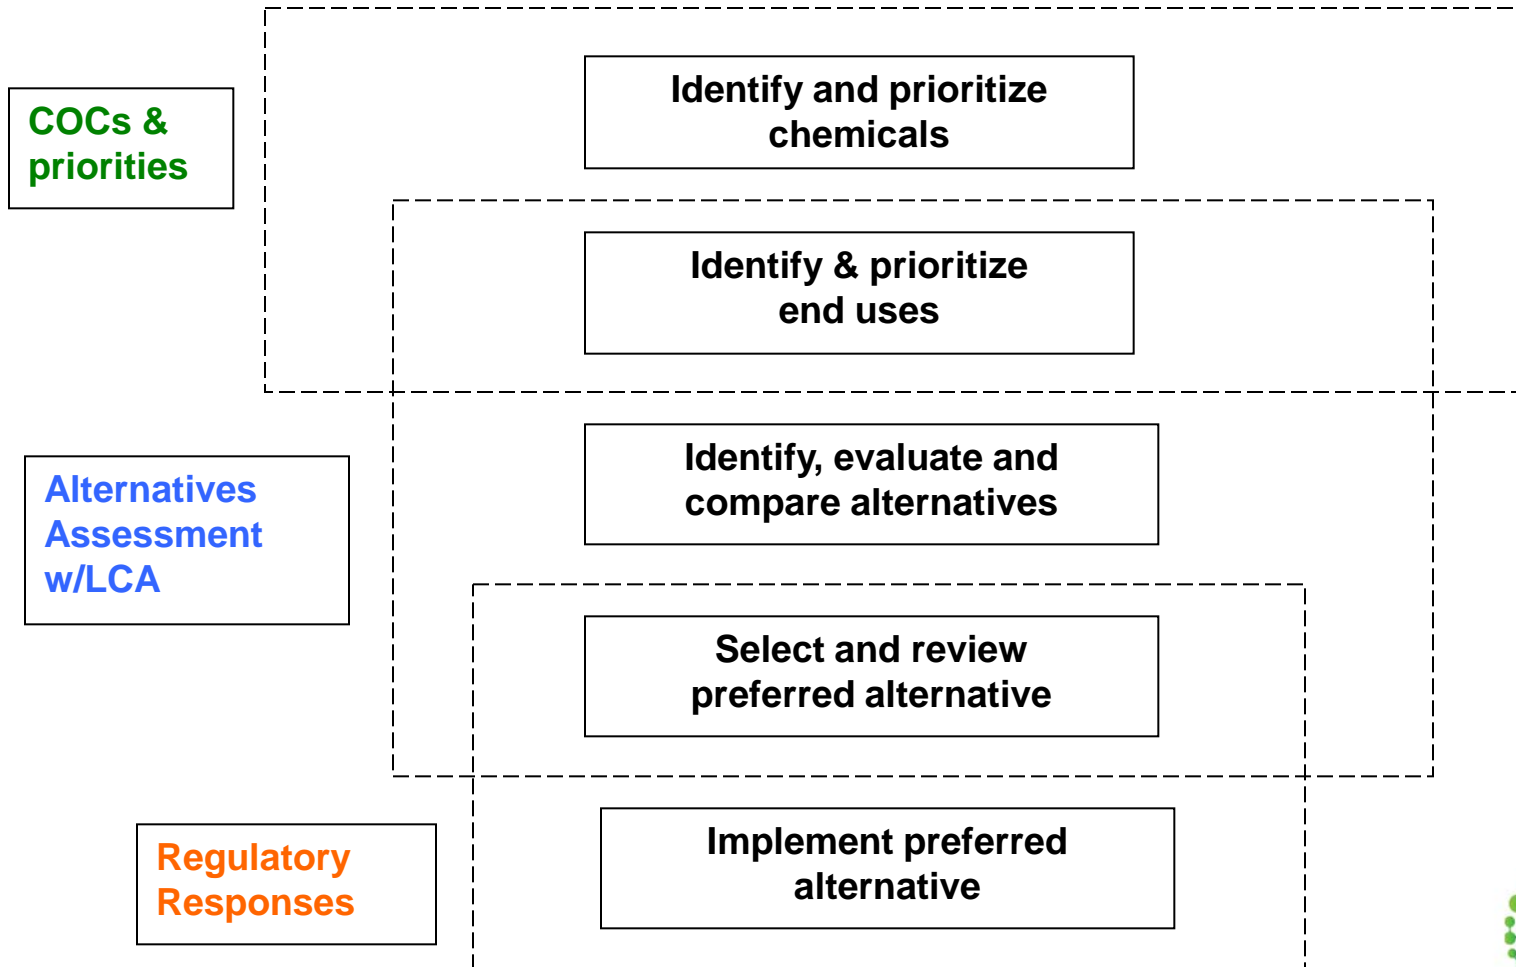 Identify and prioritize
chemicals
COCs &
priorities
Identify & prioritize
end uses
Identify, evaluate and
compare alternatives
Alternatives
Assessment
w/LCA
Select and review
preferred alternative
Implement preferred
alternative
Regulatory
Responses